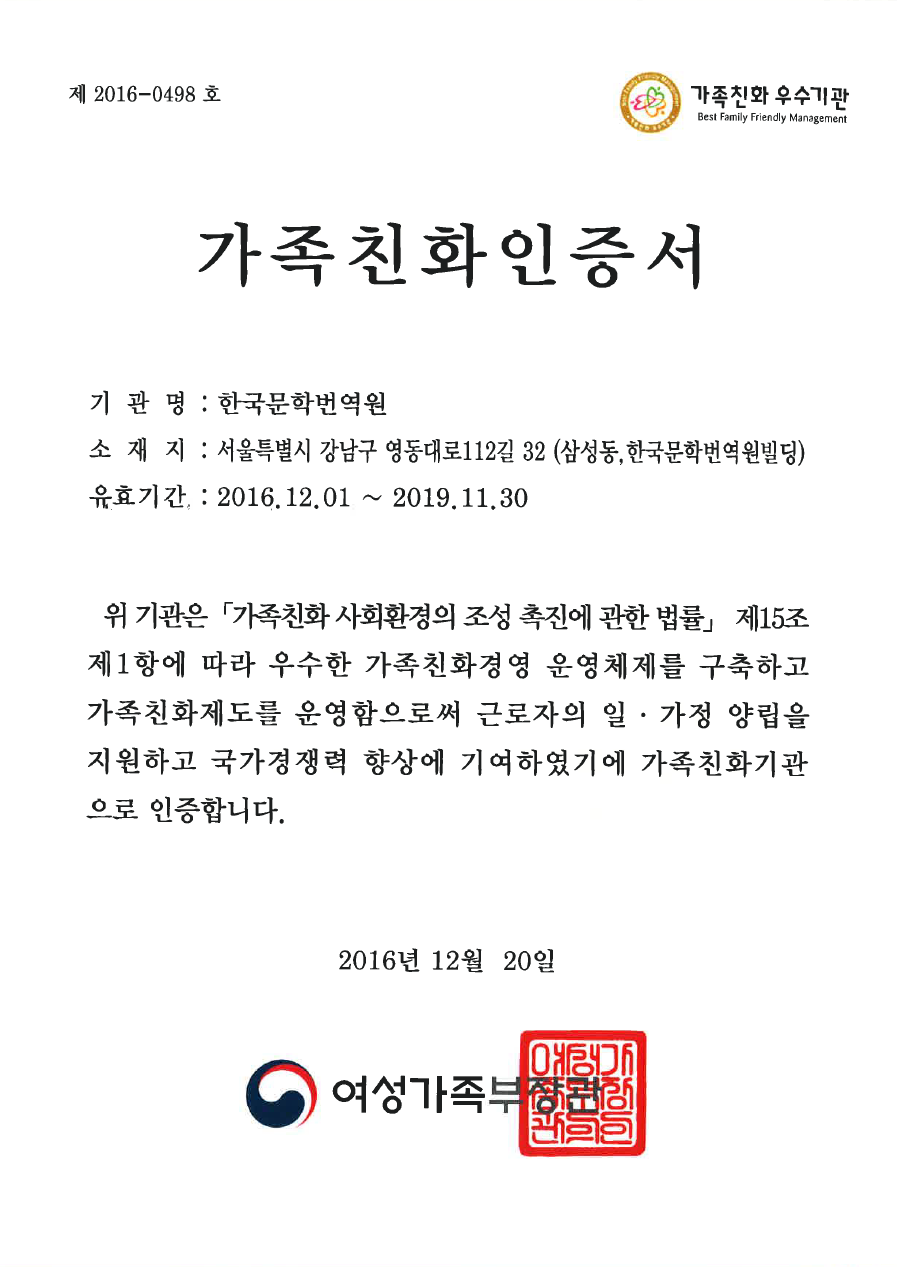 제 2016-0498 호
가족친화 우수기관
Best Family Friendly Management
가족친화인증서
기 관 명 : 한국문학번역원
소 재 지 : 서울특별시 강남구 영동대로112길 32 (삼성동,한국문학번역원빌딩)
유효기간 : 2016.12.01 ~ 2019.11.30
위 기관은 「가족친화 사회환경의 조성 촉진에 관한 법률」 제15조
제1항에 따라 우수한 가족친화경영 운영체제를 구축하고
가족친화제도를 운영함으로써 근로자의 일 · 가정 양립을
지원하고 국가경쟁력 향상에 기여하였기에 가족친화기관
으로 인증합니다.
2016년 12월 20일
여성가족부장관